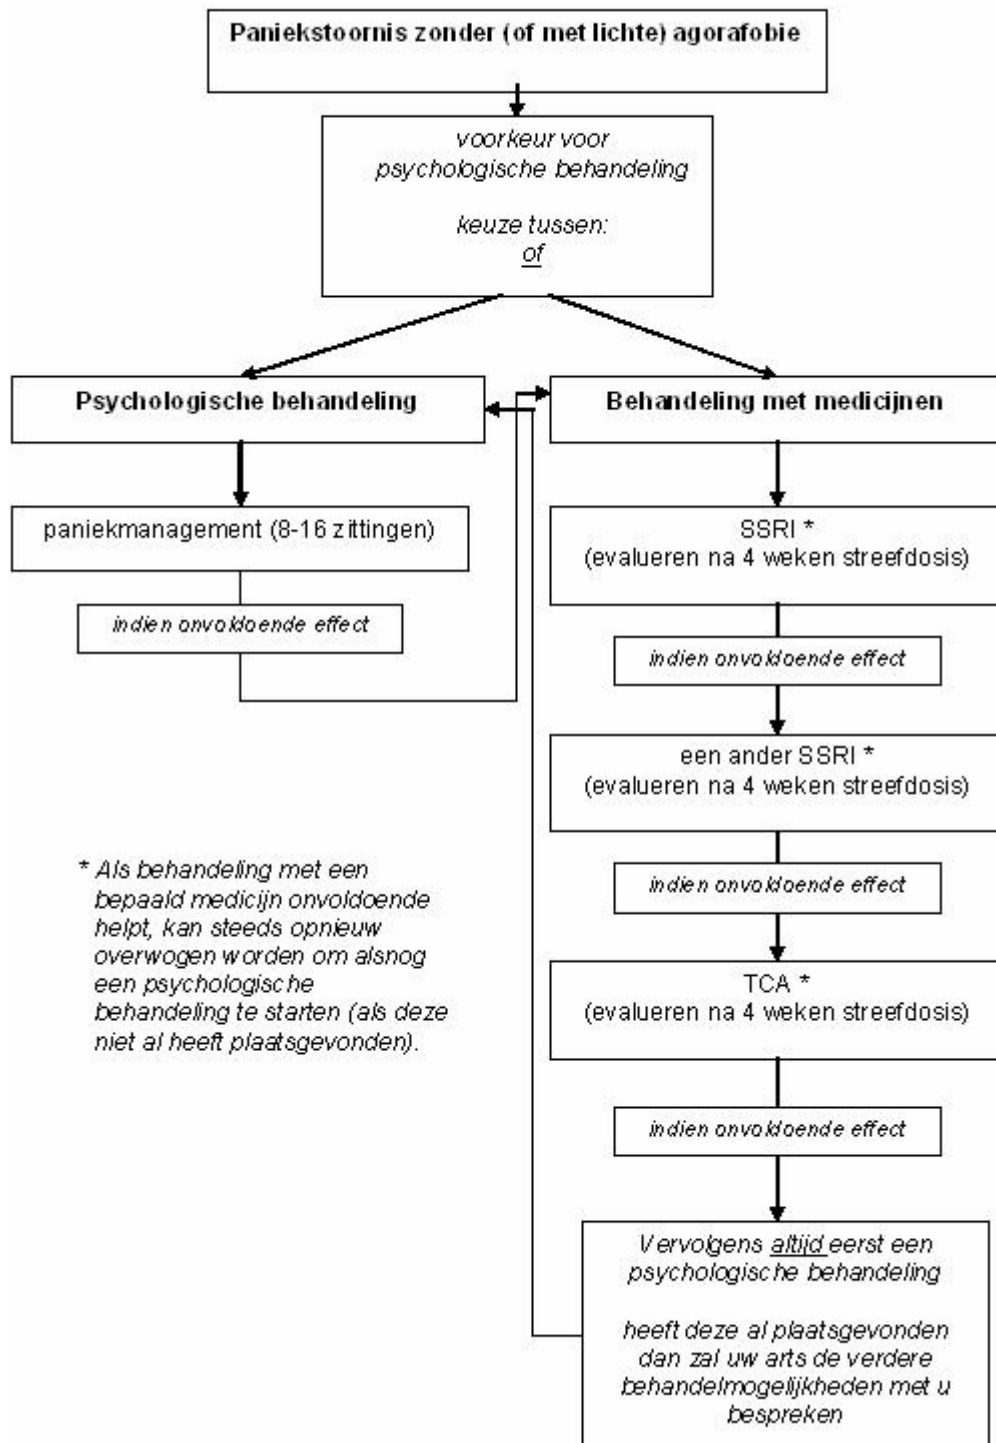 Paniekstoornis zonder (of met lichte) agorafobie
voorkeur voor
psychologische behandeling
keuze tussen:
of
Psychologische behandeling
paniekmanagement (8-16 zittingen)
indien onvoldoende effect
Behandeling met medicijnen
SSRI *
(evalueren na 4 weken streefdosis)
indien onvoldoende effect
een ander SSRI *
(evalueren na 4 weken streefdosis)
indien onvoldoende effect
TCA *
(evalueren na 4 weken streefdosis)
indien onvoldoende effect
Vervolgens altijd eerst een
psychologische behandeling
heeft deze al plaatsgevonden
dan zal uw arts de verdere
behandelmogelijkheden met u
bespreken
* Als behandeling met een
bepaald medicijn onvoldoende
helpt, kan steeds opnieuw
overwogen worden om alsnog
een psychologische
behandeling te starten (als deze
niet al heeft plaatsgevonden).